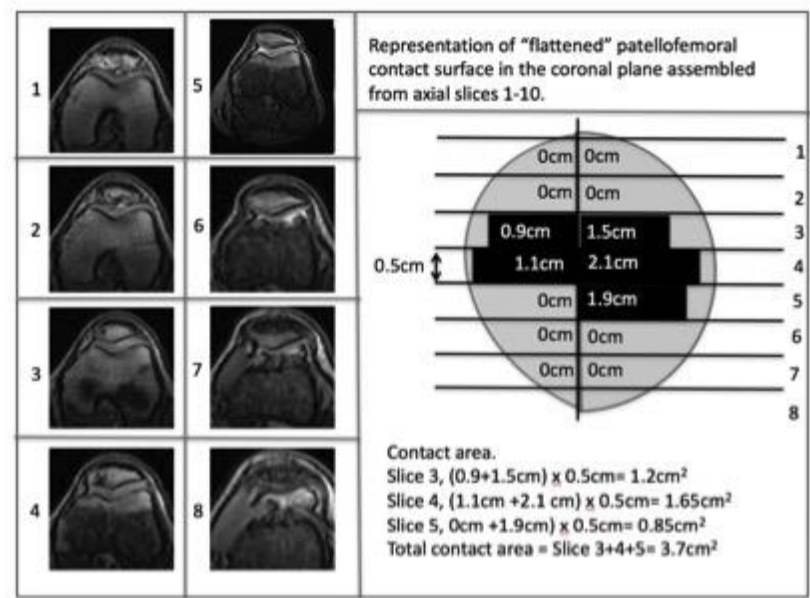 1
5
2
6
3
7
4
8
Representation of "flattened" patellofemoral
contact surface in the coronal plane assembled
from axial slices 1-10.
0cm 0cm 1
0cm 0cm 2
0.9cm 1.5cm 3
0.5cm 1.1cm 2.1cm 4
0cm 1.9cm 5
0cm 0cm 6
0cm 0cm 7
8
Contact area.
Slice 3, (0.9+1.5cm) x 0.5cm= 1.2cm²
Slice 4, (1.1cm +2.1 cm) x 0.5cm= 1.65cm²
Slice 5, 0cm +1.9cm) x 0.5cm= 0.85cm²
Total contact area = Slice 3+4+5= 3.7cm²